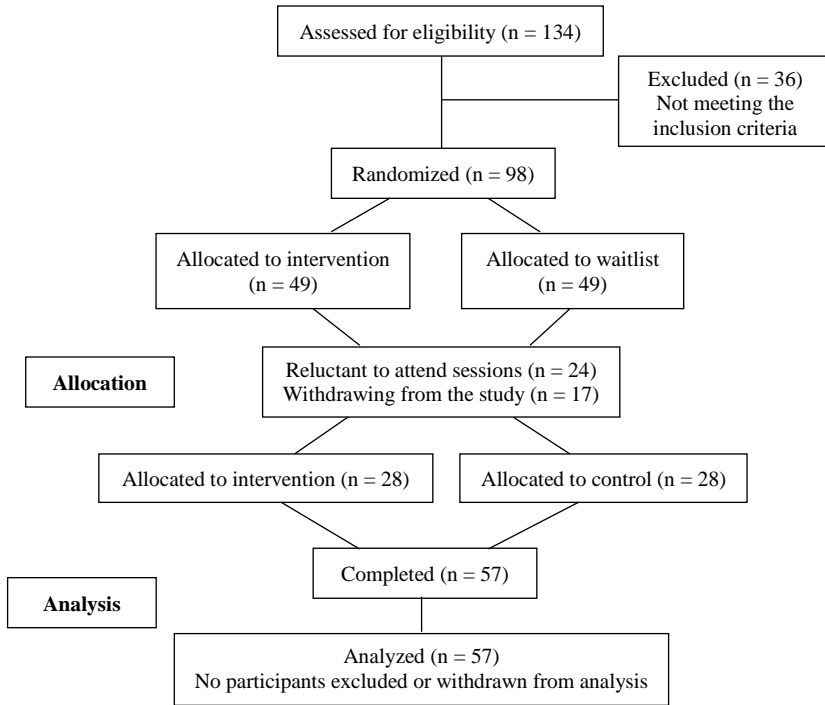 Assessed for eligibility (n = 134)
Excluded (n = 36)
Not meeting the
inclusion criteria
Randomized (n = 98)
Allocated to intervention
(n = 49)
Allocated to waitlist
(n = 49)
Allocation
Reluctant to attend sessions (n = 24)
Withdrawing from the study (n = 17)
Allocated to intervention (n = 28)
Allocated to control (n = 28)
Completed (n = 57)
Analysis
Analyzed (n = 57)
No participants excluded or withdrawn from analysis